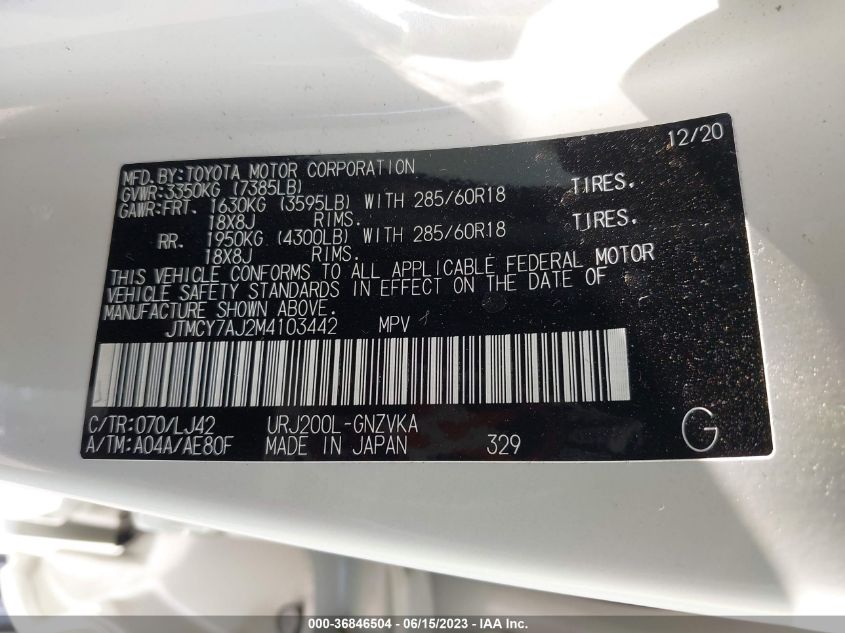 12/20
MFD. BY:TOYOTA MOTOR CORPORATION
GVWR:3350KG (7385LB)
GAWR:FRT. 1630KG (3595LB) WITH 285/60R18 TIRES.
18X8J RIMS.
RR. 1950KG (4300LB) WITH 285/60R18 TIRES.
18X8J RIMS.
THIS VEHICLE CONFORMS TO ALL APPLICABLE FEDERAL MOTOR
VEHICLE SAFETY STANDARDS IN EFFECT ON THE DATE OF
MANUFACTURE SHOWN ABOVE.
JTMCY7AJ2M4103442 MPV
C/TR:070/LJ42 URJ200L-GNZVKA
A/TM:A04A/AE80F MADE IN JAPAN 329 G
000-36846504 - 06/15/2023 - IAA Inc.